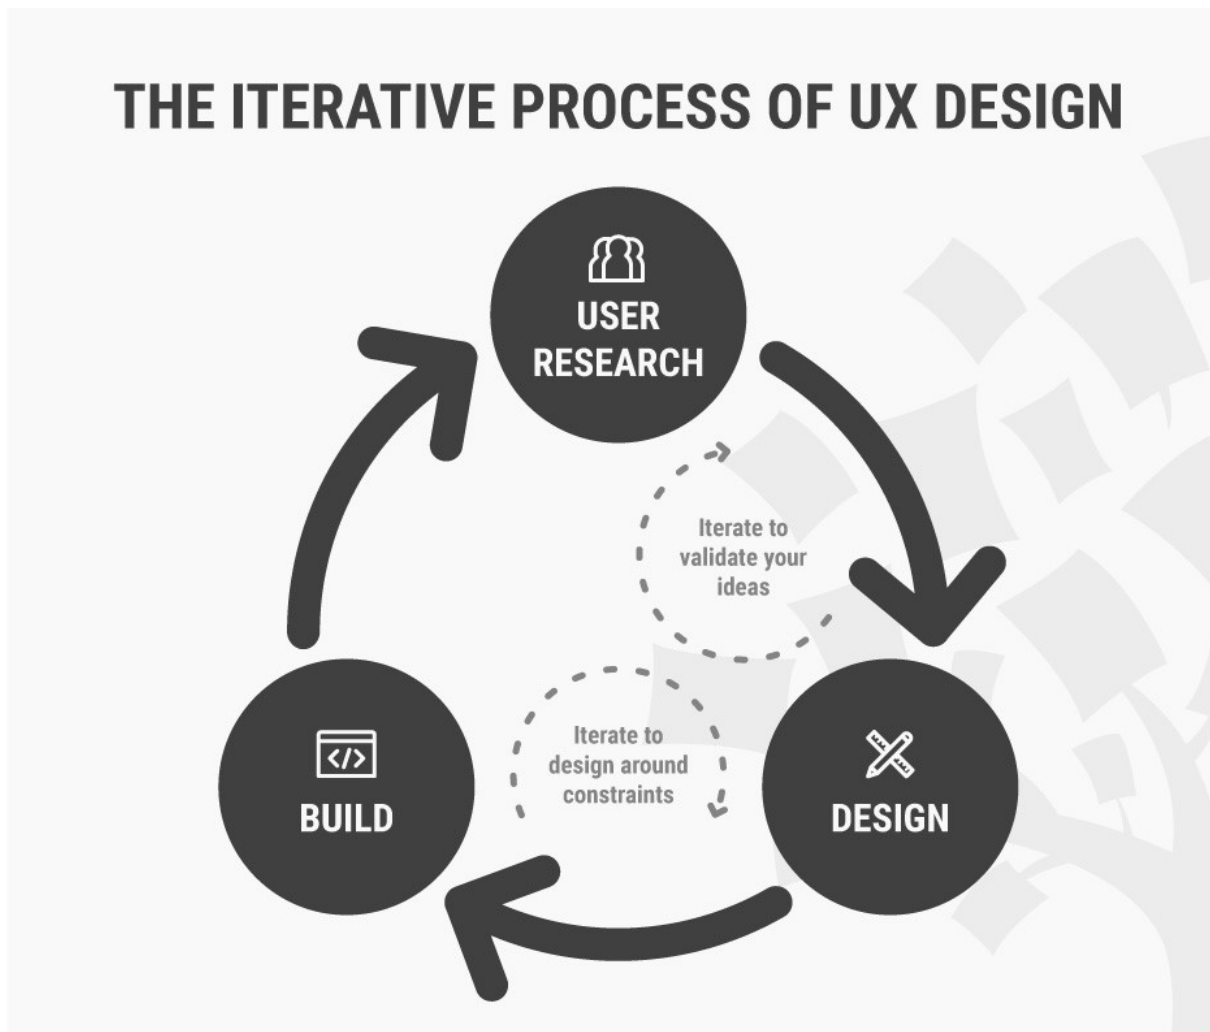 THE ITERATIVE PROCESS OF UX DESIGN
USER
RESEARCH
Iterate to
validate your
ideas
Iterate to
design around
constraints
</>
BUILD
DESIGN